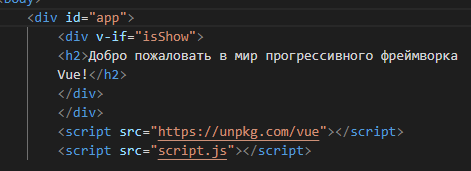 <body>
<div id="app">
<div v-if="isShow">
<h2>Добро пожаловать в мир прогрессивного фреймворка
Vue!</h2>
</div>
</div>
<script src="https://unpkg.com/vue"></script>
<script src="script.js"></script>